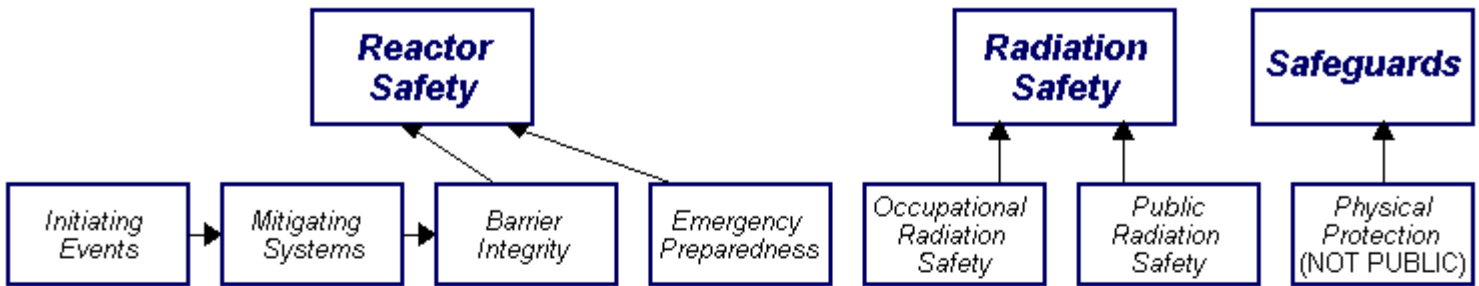 Reactor
Safety
Radiation
Safety
Safeguards
Initiating
Events
Mitigating
Systems
Barrier
Integrity
Emergency
Preparedness
Occupational
Radiation
Safety
Public
Radiation
Safety
Physical
Protection
(NOT PUBLIC)